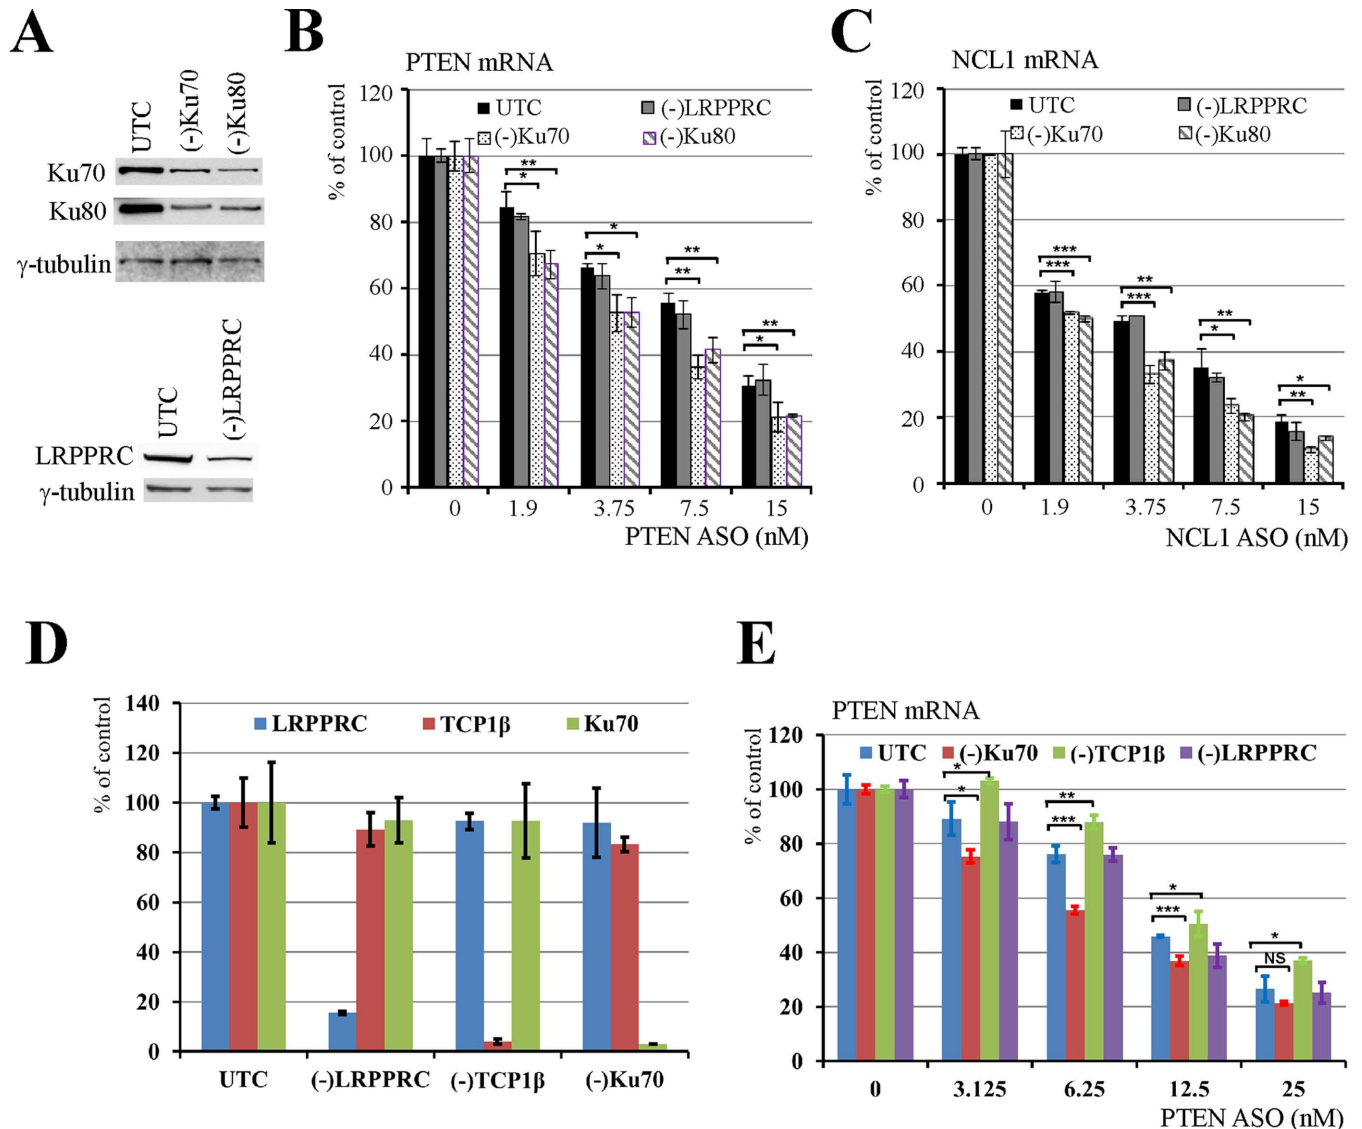 A
UTC
(-)Ku70
(-)Ku80
Ku70
Ku80
γ-tubulin
UTC
(-)LRPPRC
LRPPRC
γ-tubulin
B
PTEN mRNA
% of control
120
100
80
60
40
20
0
UTC
(-)LRPPRC
(-)Ku70
(-)Ku80
**
*
*
*
**
**
**
*
0 1.9 3.75 7.5 15
PTEN ASO (nM)
C
NCL1 mRNA
% of control
120
100
80
60
40
20
0
UTC
(-)LRPPRC
(-)Ku70
(-)Ku80
***
***
**
***
**
*
*
**
0 1.9 3.75 7.5 15
NCL1 ASO (nM)
D
% of control
140
120
100
80
60
40
20
0
LRPPRC TCP1β Ku70
UTC (-)LRPPRC (-)TCP1β (-)Ku70
E
PTEN mRNA
% of control
120
100
80
60
40
20
0
UTC (-)Ku70 (-)TCP1β (-)LRPPRC
*
*
**
***
*
***
*
NS
0 3.125 6.25 12.5 25
PTEN ASO (nM)